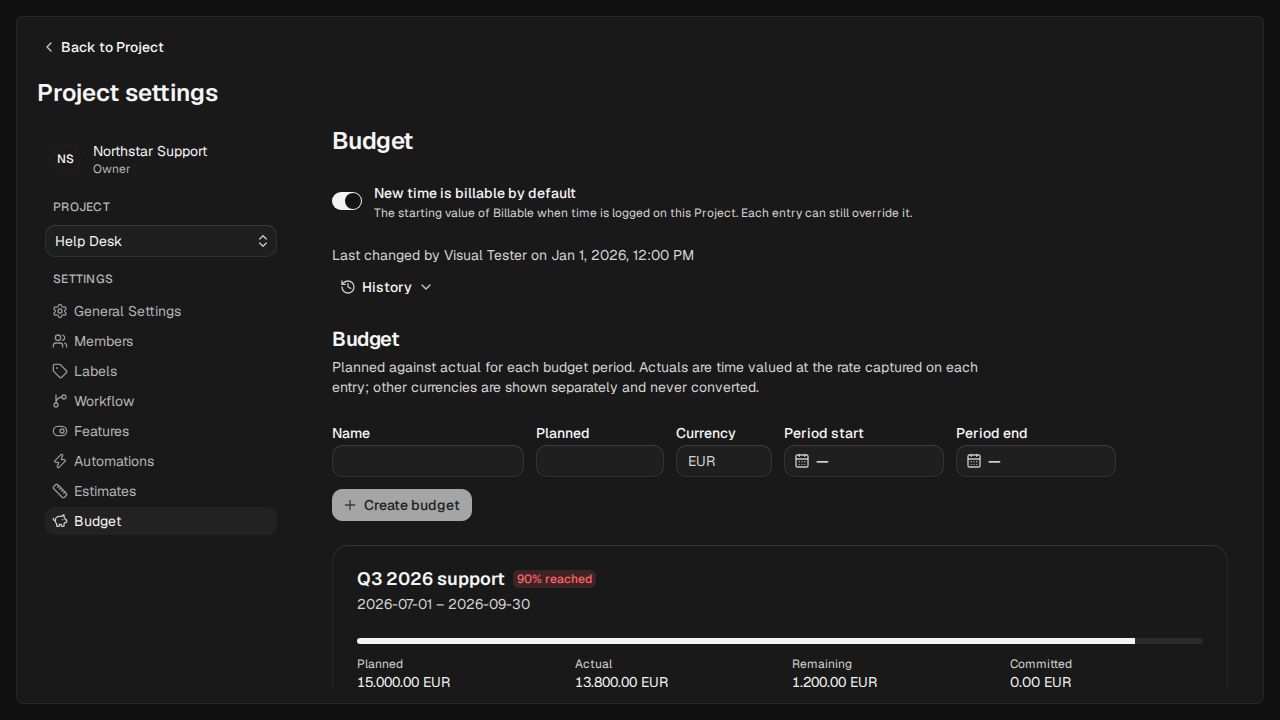 Back to Project
Project settings
NS
Northstar Support
Owner
PROJECT
Help Desk
SETTINGS
General Settings
Members
Labels
Workflow
Features
Automations
Estimates
Budget
Budget
New time is billable by default
The starting value of Billable when time is logged on this Project. Each entry can still override it.
Last changed by Visual Tester on Jan 1, 2026, 12:00 PM
History
Budget
Planned against actual for each budget period. Actuals are time valued at the rate captured on each
entry; other currencies are shown separately and never converted.
Name Planned Currency Period start Period end
EUR — —
Create budget
Q3 2026 support 90% reached
2026-07-01 – 2026-09-30
Planned Actual Remaining Committed
15.000.00 EUR 13.800.00 EUR 1.200.00 EUR 0.00 EUR